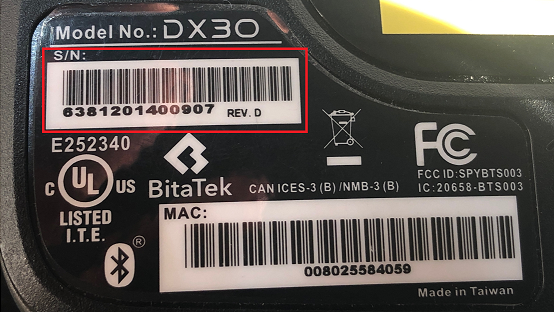 Model No.: DX30
S/N:
6381201400907 REV. D
E252340
C UL US
LISTED
I.T.E.
BitaTek
CAN ICES-3 (B) /NMB-3 (B)
FC
FCC ID:SPYBTS003
IC:20658-BTS003
®
MAC:
008025584059
Made in Taiwan